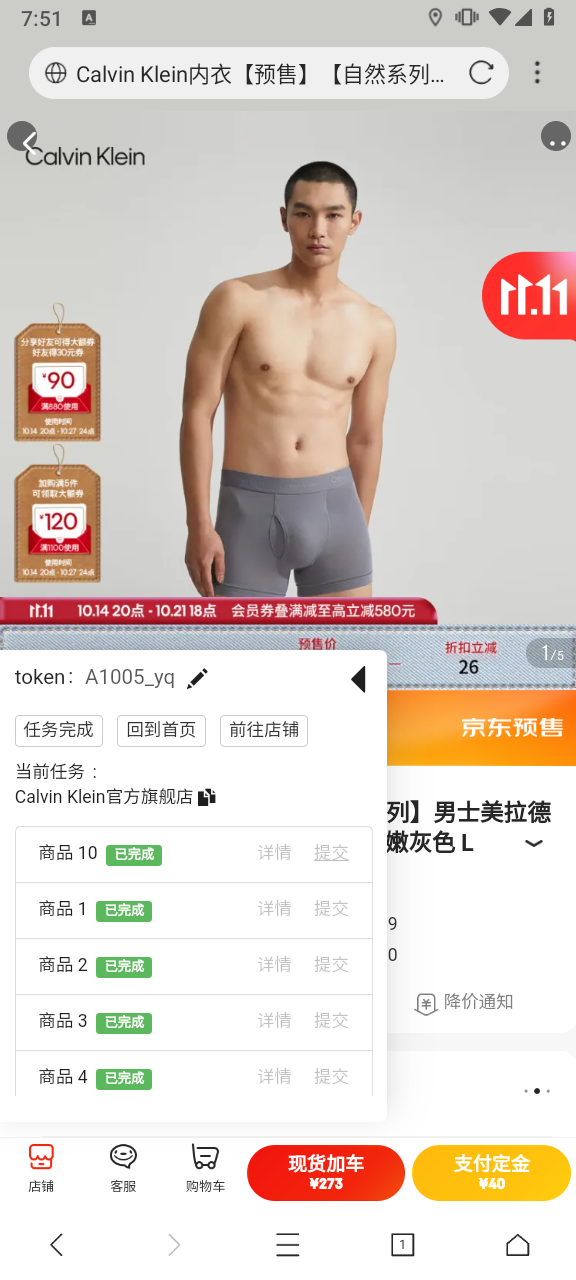 7:51
A
Calvin Klein内衣【预售】【自然系列...
Calvin Klein
11.11
分享好友可得大额券
好友得30元券
¥90
满880使用
使用时间
10.14 20点 - 10.27 24点
加购满5件
可领取大额券
¥120
满1100使用
使用时间
10.14 20点 - 10.27 24点
11.11 10.14 20点 - 10.21 18点 会员券叠满减至高立减580元
预售价
折扣立减
26
1/5
京东预售
token： A1005_yq
任务完成 回到首页 前往店铺
当前任务：
Calvin Klein官方旗舰店
列】男士美拉德
嫩灰色 L
商品 10 已完成 详情 提交
商品 1 已完成 详情 提交
9
商品 2 已完成 详情 提交
0
商品 3 已完成 详情 提交
降价通知
商品 4 已完成 详情 提交
店铺
客服
购物车
现货加车
¥273
支付定金
¥40
1